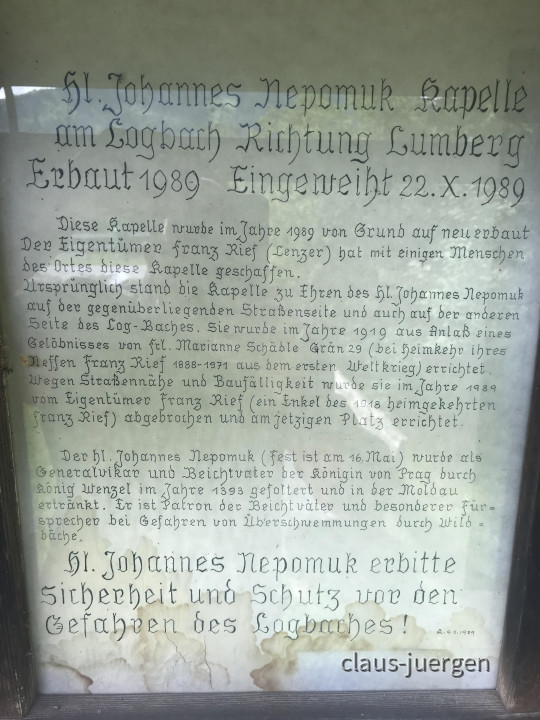 Hl. Johannes Nepomuk Kapelle
am Logbach Richtung Lumberg
Erbaut 1989 Eingeweiht 22.X.1989
Diese Kapelle wurde im Jahre 1989 von Grund auf neu erbaut
Der Eigentümer Franz Rief (Lenzer) hat mit einigen Menschen
des Ortes diese Kapelle geschaffen.
Ursprünglich stand die Kapelle zu Ehren des Hl. Johannes Nepomuk
auf der gegenüberliegenden Straßenseite und auch auf der anderen
Seite des Log-Baches. Sie wurde im Jahre 1919 aus Anlaß eines
Gelöbnisses von Frl. Marianne Schädle Grän 29 (bei Heimkehr ihres
Neffen Franz Rief 1888-1971 aus dem ersten Weltkrieg) errichtet.
Wegen Straßennähe und Baufälligkeit wurde sie im Jahre 1989
vom Eigentümer Franz Rief (ein Enkel des 1918 heimgekehrten
Franz Rief) abgebrochen und am jetzigen Platz errichtet.
Der hl. Johannes Nepomuk (Fest ist am 16. Mai) wurde als
Generalvikar und Beichtvater der Königin von Prag durch
König Wenzel im Jahre 1393 gefoltert und in der Moldau
ertränkt. Er ist Patron der Beichtväter und besonderer Für=
sprecher bei Gefahren von Überschwemmungen durch Wild=
bäche.
Hl. Johannes Nepomuk erbitte
Sicherheit und Schutz vor den
Gefahren des Logbaches!
claus-juergen